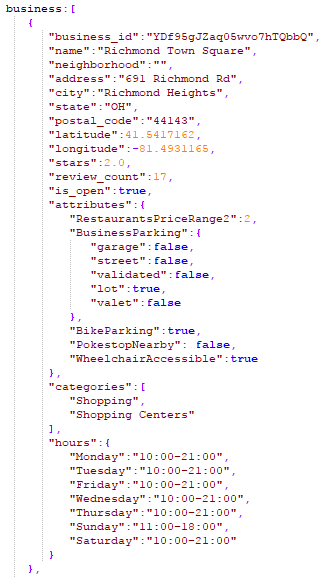 business:[
{
"business_id":"YDf95gJZaq05wvo7hTQbbQ",
"name":"Richmond Town Square",
"neighborhood":"",
"address":"691 Richmond Rd",
"city":"Richmond Heights",
"state":"OH",
"postal_code":"44143",
"latitude":41.5417162,
"longitude":-81.4931165,
"stars":2.0,
"review_count":17,
"is_open":true,
"attributes":{
"RestaurantsPriceRange2":2,
"BusinessParking":{
"garage":false,
"street":false,
"validated":false,
"lot":true,
"valet":false
},
"BikeParking":true,
"PokestopNearby": false,
"WheelchairAccessible":true
},
"categories":[
"Shopping",
"Shopping Centers"
],
"hours":{
"Monday":"10:00-21:00",
"Tuesday":"10:00-21:00",
"Friday":"10:00-21:00",
"Wednesday":"10:00-21:00",
"Thursday":"10:00-21:00",
"Sunday":"11:00-18:00",
"Saturday":"10:00-21:00"
}
},